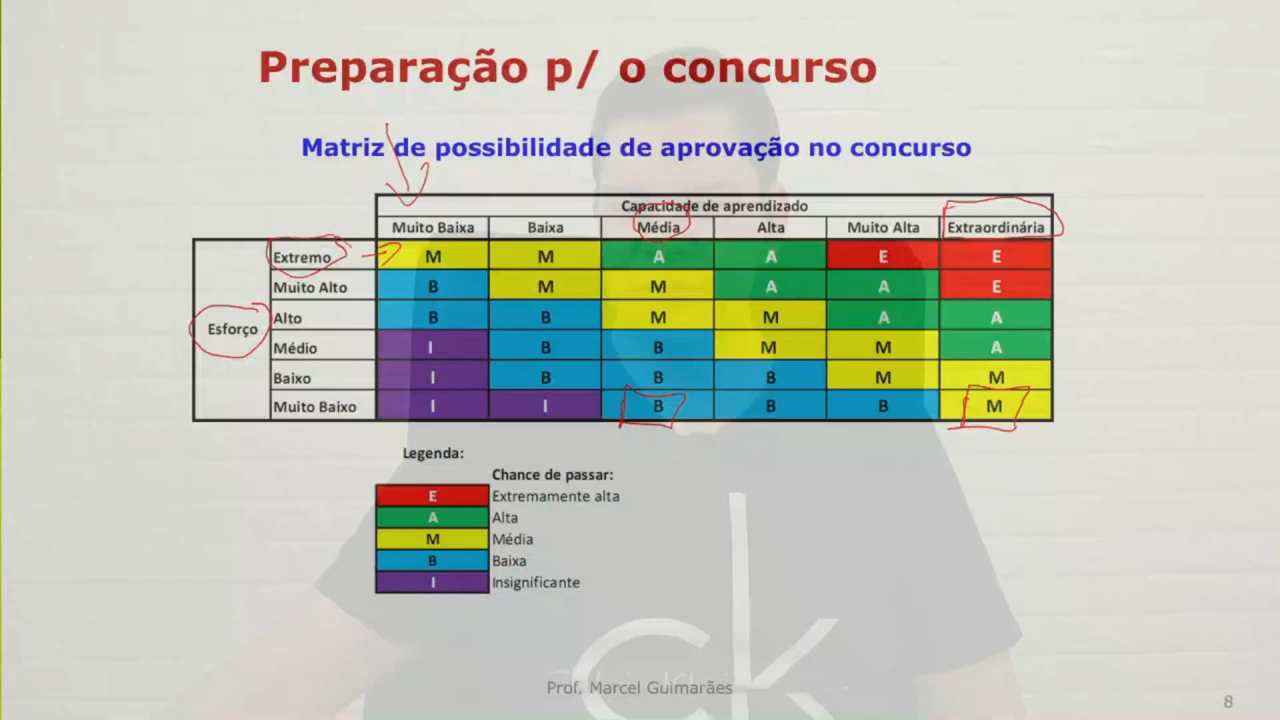 Preparação p/ o concurso
Matriz de possibilidade de aprovação no concurso
Capacidade de aprendizado
Muito Baixa Baixa Média Alta Muito Alta Extraordinária
Esforço
Extremo M M A A E E
Muito Alto B M M A A E
Alto B B M M A A
Médio I B B M M A
Baixo I B B B M M
Muito Baixo I I B B B M
Legenda:
Chance de passar:
E Extremamente alta
A Alta
M Média
B Baixa
I Insignificante
ck
Prof. Marcel Guimarães
8